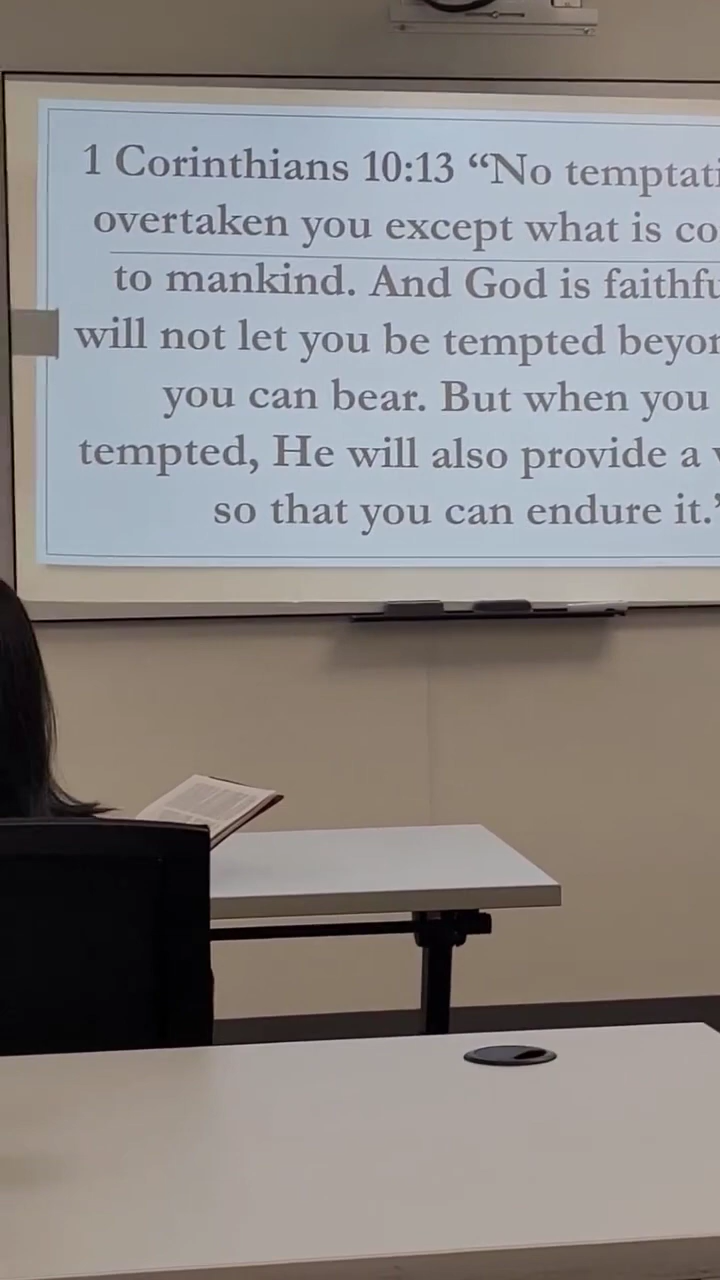 1 Corinthians 10:13 “No temptati
overtaken you except what is co
to mankind. And God is faithfu
will not let you be tempted beyon
you can bear. But when you
tempted, He will also provide a
so that you can endure it.”